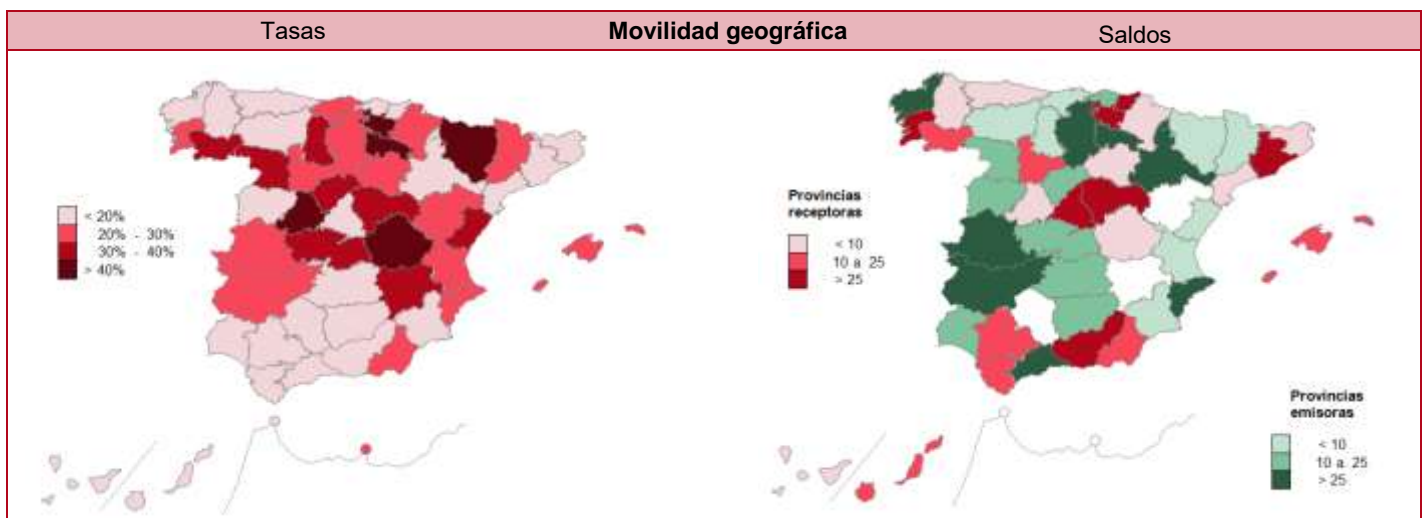 Tasas Movilidad geográfica Saldos
< 20%
20% - 30%
30% - 40%
> 40%
Provincias
receptoras
< 10
10 a 25
> 25
Provincias
emisoras
< 10
10 a 25
> 25